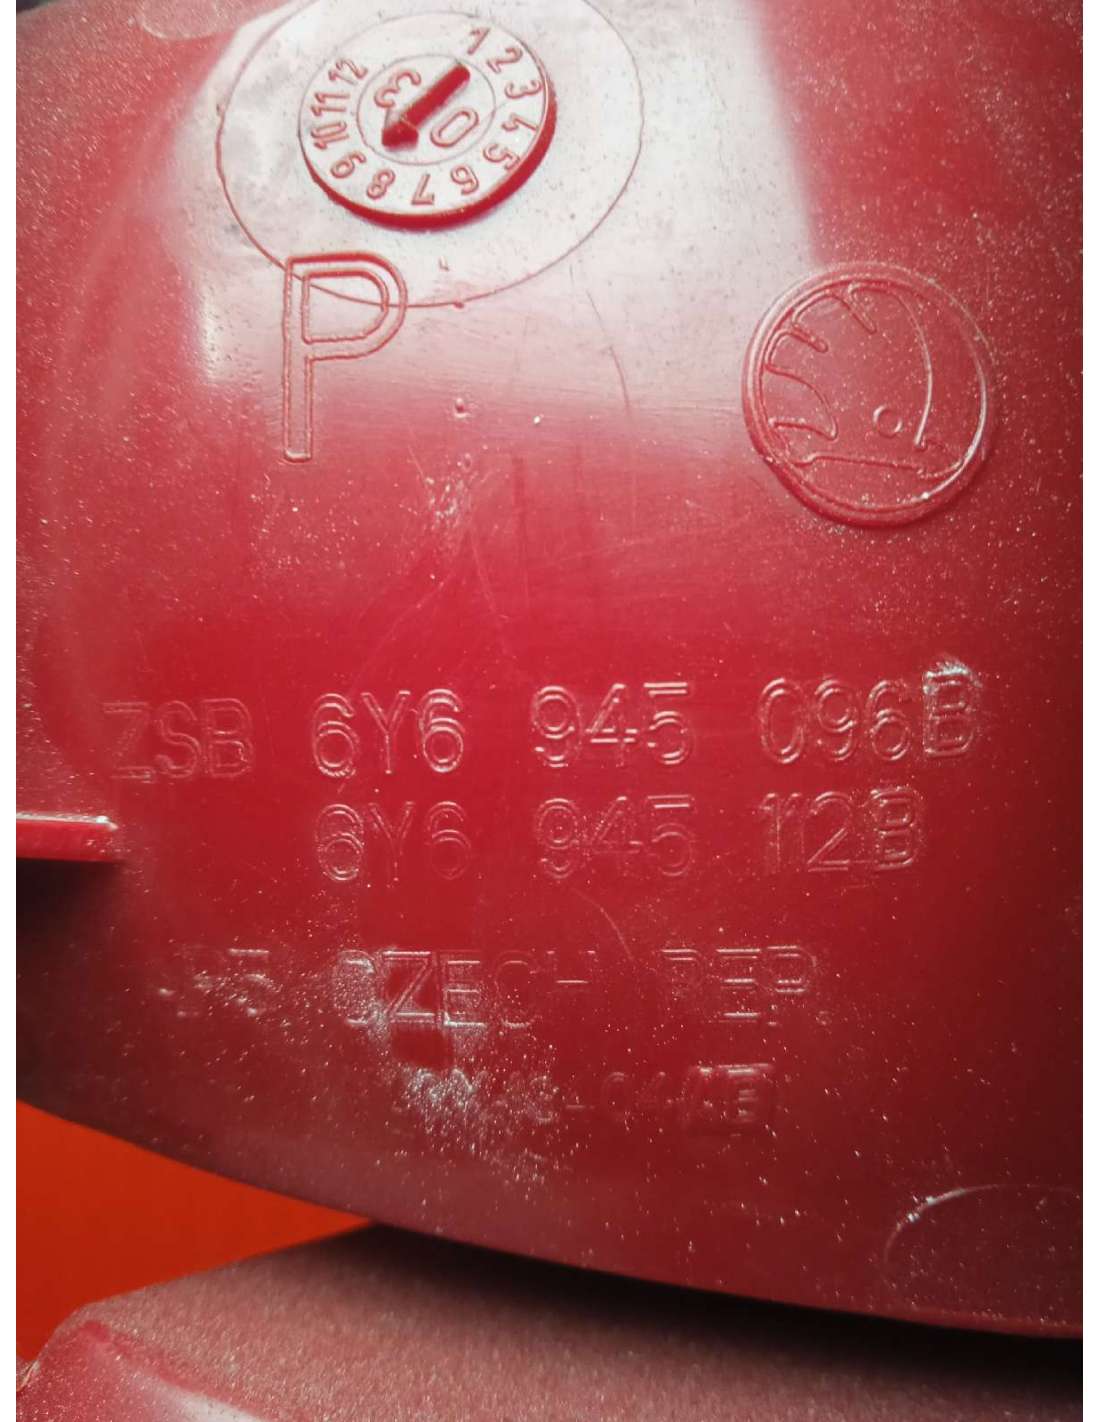 1 2 3 4 5 6 7 8 9 10 11 12
03
P
ZSB 6Y6 945 096B
6Y6 945 112B
CZECH REP.